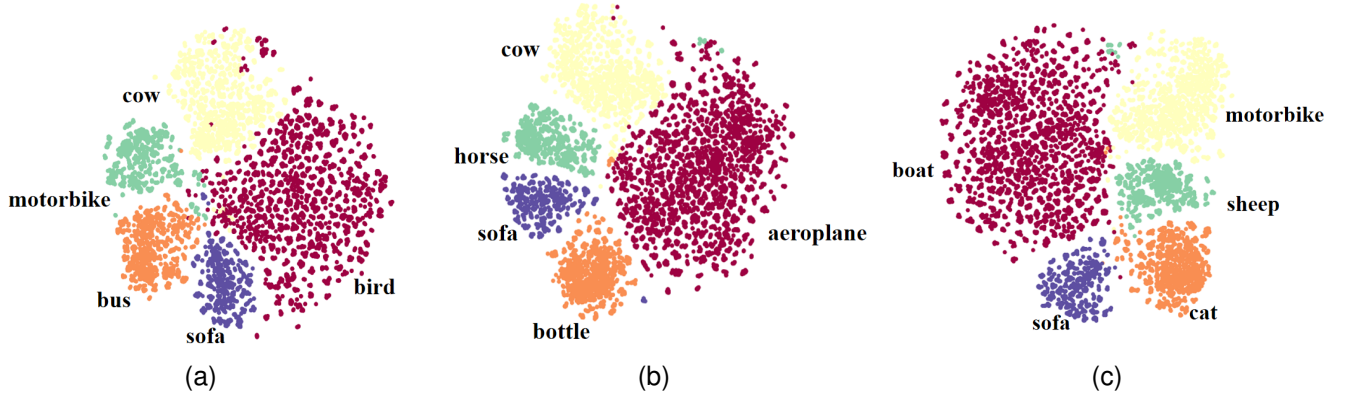 cow
motorbike
bus
sofa
bird
(a)
cow
horse
sofa
bottle
aeroplane
(b)
boat
motorbike
sheep
cat
sofa
(c)